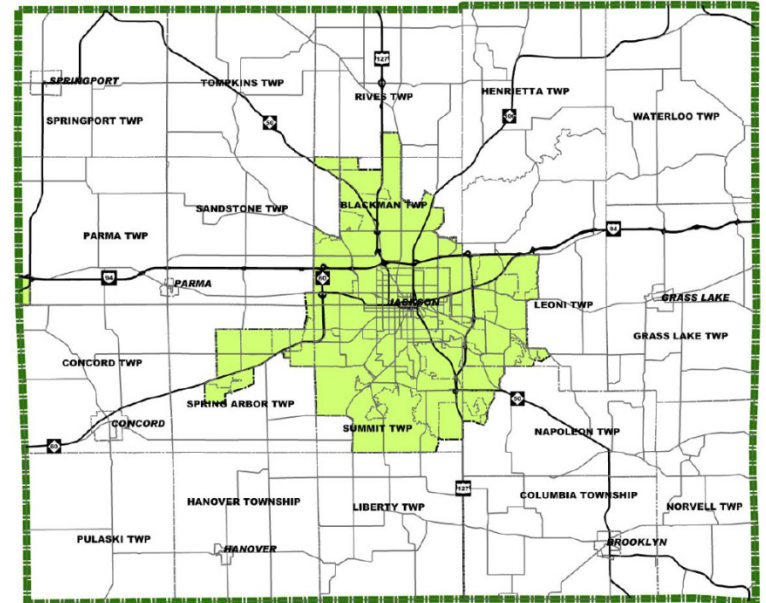 127
SPRINGPORT
TOMPKINS TWP
HENRIETTA TWP
RIVES TWP
SPRINGPORT TWP
50
106
WATERLOO TWP
SANDSTONE TWP
BLACKMAN TWP
PARMA TWP
94
94
60
PARMA
JACKSON
LEONI TWP
GRASS LAKE
GRASS LAKE TWP
CONCORD TWP
SPRING ARBOR TWP
50
CONCORD
SUMMIT TWP
NAPOLEON TWP
60
127
HANOVER TOWNSHIP
LIBERTY TWP
COLUMBIA TOWNSHIP
NORVELL TWP
PULASKI TWP
HANOVER
BROOKLYN